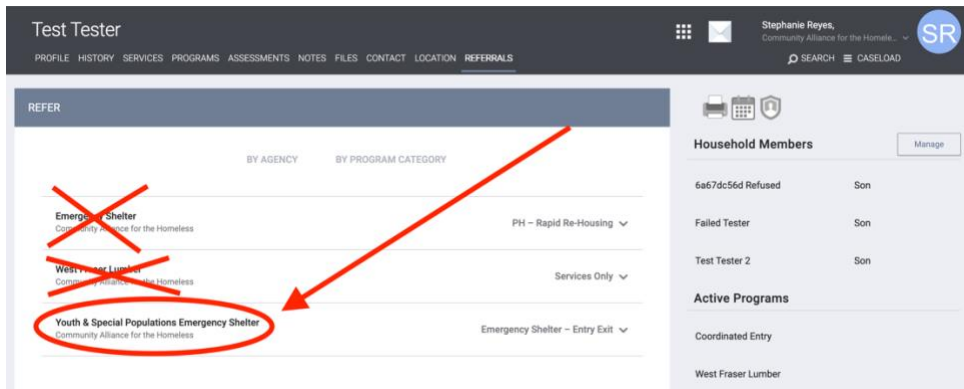 Test Tester
Stephanie Reyes,
Community Alliance for the Homele...
SR
PROFILE HISTORY SERVICES PROGRAMS ASSESSMENTS NOTES FILES CONTACT LOCATION REFERRALS
SEARCH CASELOAD
REFER
BY AGENCY BY PROGRAM CATEGORY
Emergency Shelter
Community Alliance for the Homeless
PH – Rapid Re-Housing
West Fraser Lumber
Community Alliance for the Homeless
Services Only
Youth & Special Populations Emergency Shelter
Community Alliance for the Homeless
Emergency Shelter – Entry Exit
Household Members
Manage
6a67dc56d Refused Son
Failed Tester Son
Test Tester 2 Son
Active Programs
Coordinated Entry
West Fraser Lumber